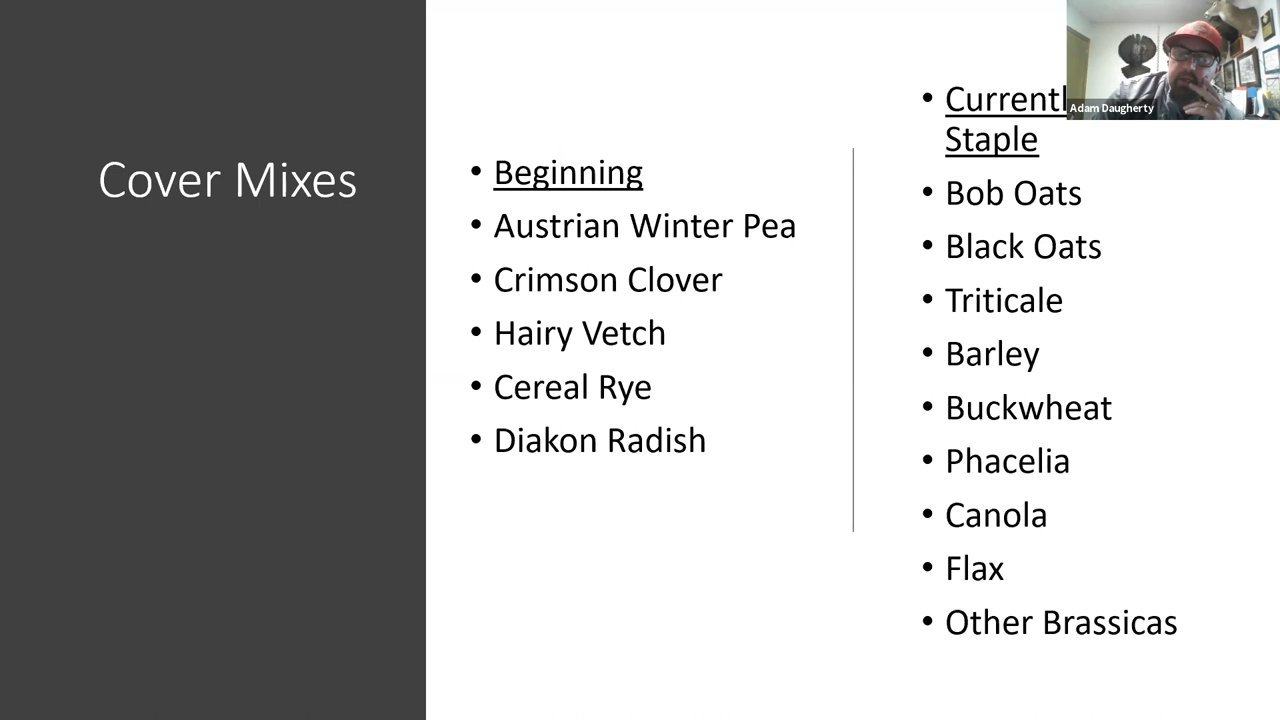 Cover Mixes
• Beginning
• Austrian Winter Pea
• Crimson Clover
• Hairy Vetch
• Cereal Rye
• Diakon Radish
• Currentl
Staple
• Bob Oats
• Black Oats
• Triticale
• Barley
• Buckwheat
• Phacelia
• Canola
• Flax
• Other Brassicas
Adam Daugherty